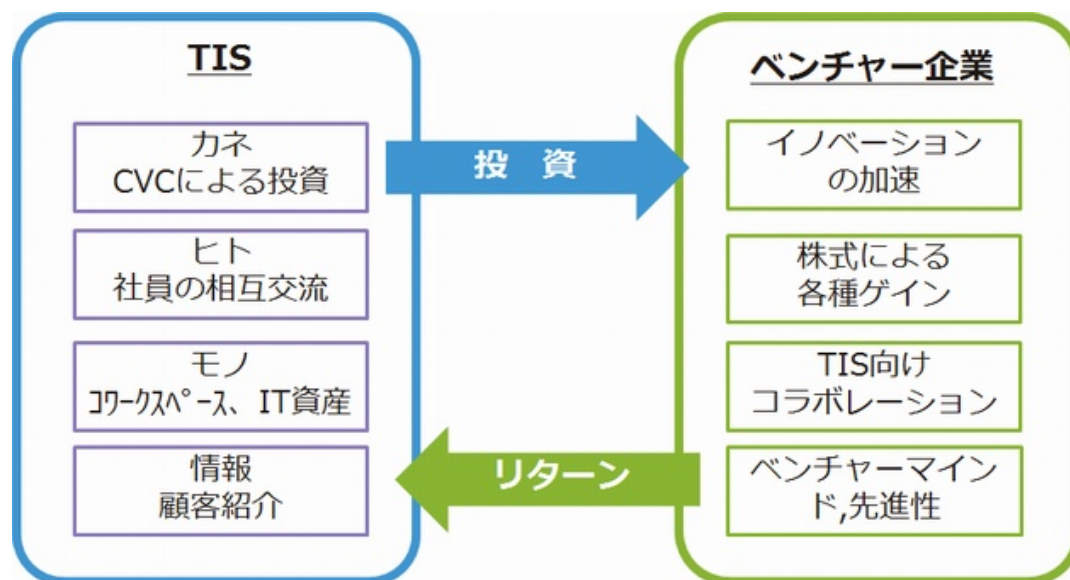 TIS
カネ
CVCによる投資
ヒト
社員の相互交流
モノ
ｺﾜｰｸｽﾍﾟｰｽ、IT資産
情報
顧客紹介
投　資
リターン
ベンチャー企業
イノベーション
の加速
株式による
各種ゲイン
TIS向け
コラボレーション
ベンチャーマイン
ド,先進性